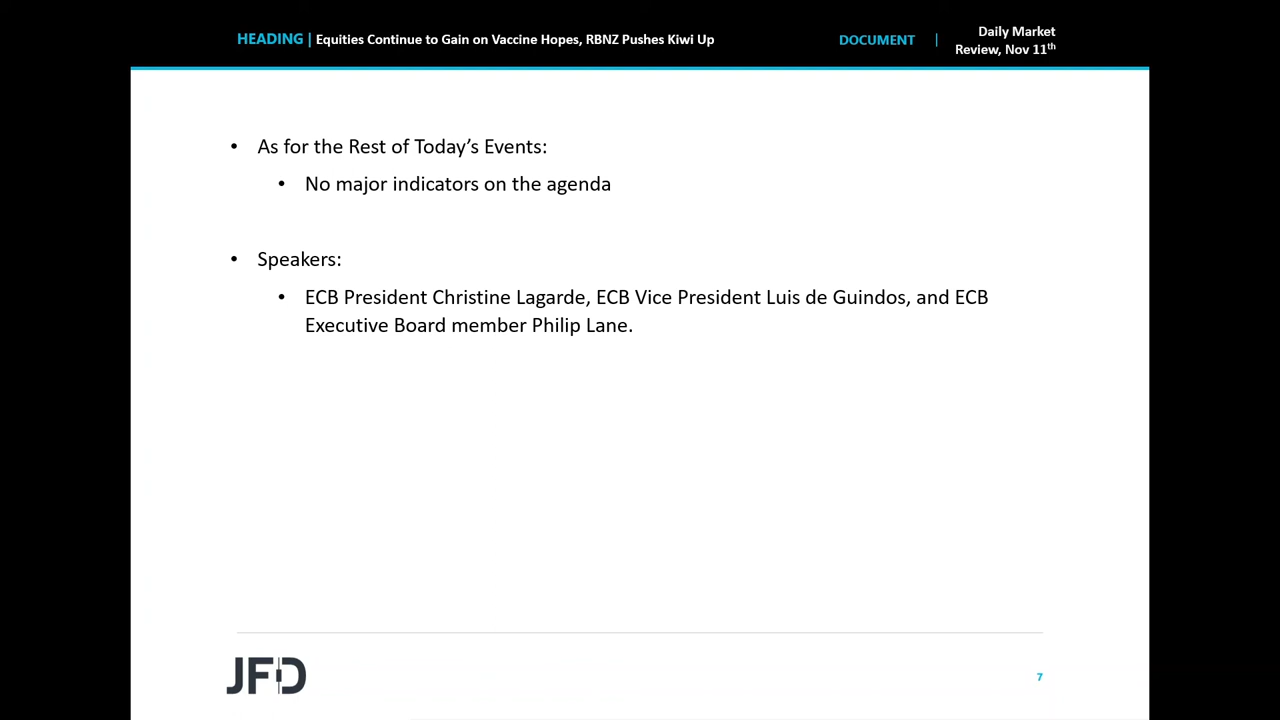 HEADING | Equities Continue to Gain on Vaccine Hopes, RBNZ Pushes Kiwi Up
DOCUMENT |
Daily Market
Review, Nov 11th
• As for the Rest of Today’s Events:
• No major indicators on the agenda
• Speakers:
• ECB President Christine Lagarde, ECB Vice President Luis de Guindos, and ECB
Executive Board member Philip Lane.
JFD
7